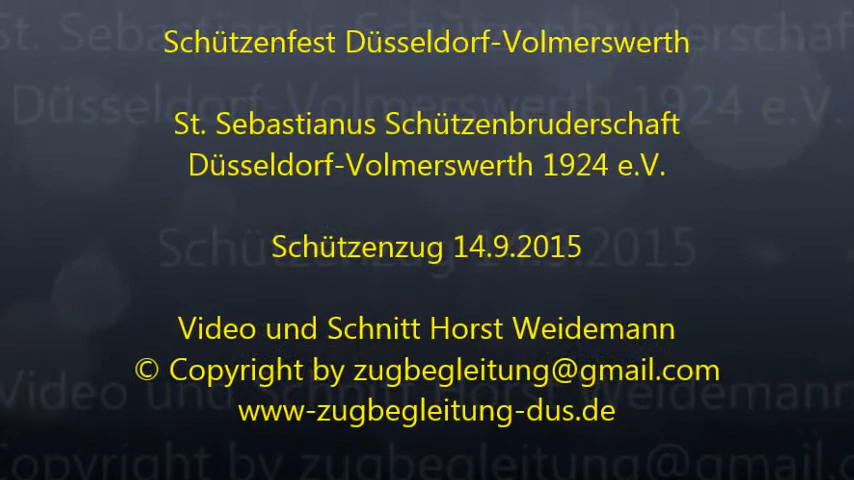 Schützenfest Düsseldorf-Volmerswerth
St. Sebastianus Schützenbruderschaft
Düsseldorf-Volmerswerth 1924 e.V.
Schützenzug 14.9.2015
Video und Schnitt Horst Weidemann
© Copyright by zugbegleitung@gmail.com
www-zugbegleitung-dus.de